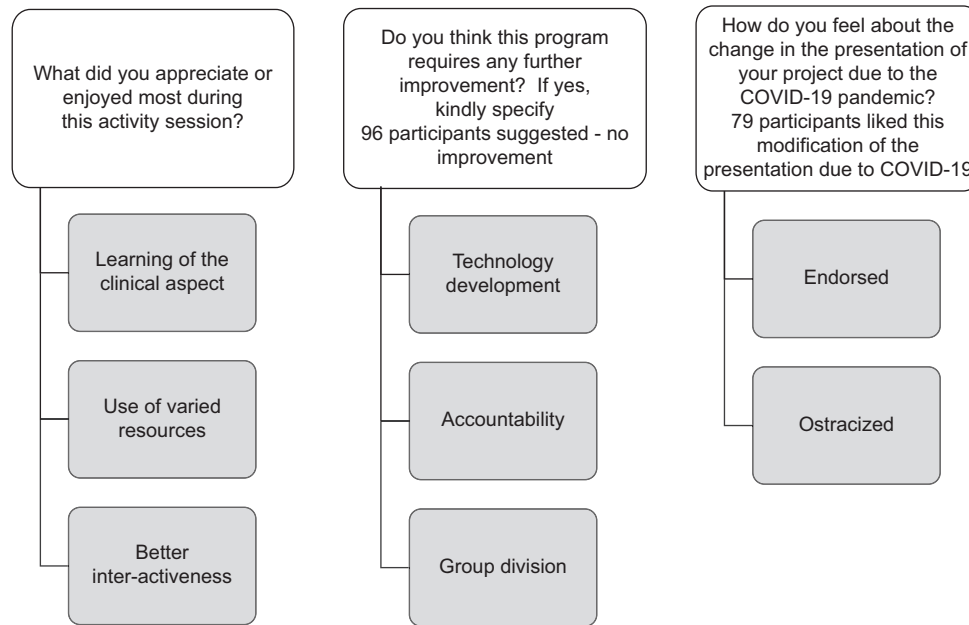 What did you appreciate or
enjoyed most during
this activity session?
Learning of the
clinical aspect
Use of varied
resources
Better
inter-activeness
Do you think this program
requires any further
improvement? If yes,
kindly specify
96 participants suggested - no
improvement
Technology
development
Accountability
Group division
How do you feel about the
change in the presentation of
your project due to the
COVID-19 pandemic?
79 participants liked this
modification of the
presentation due to COVID-19
Endorsed
Ostracized